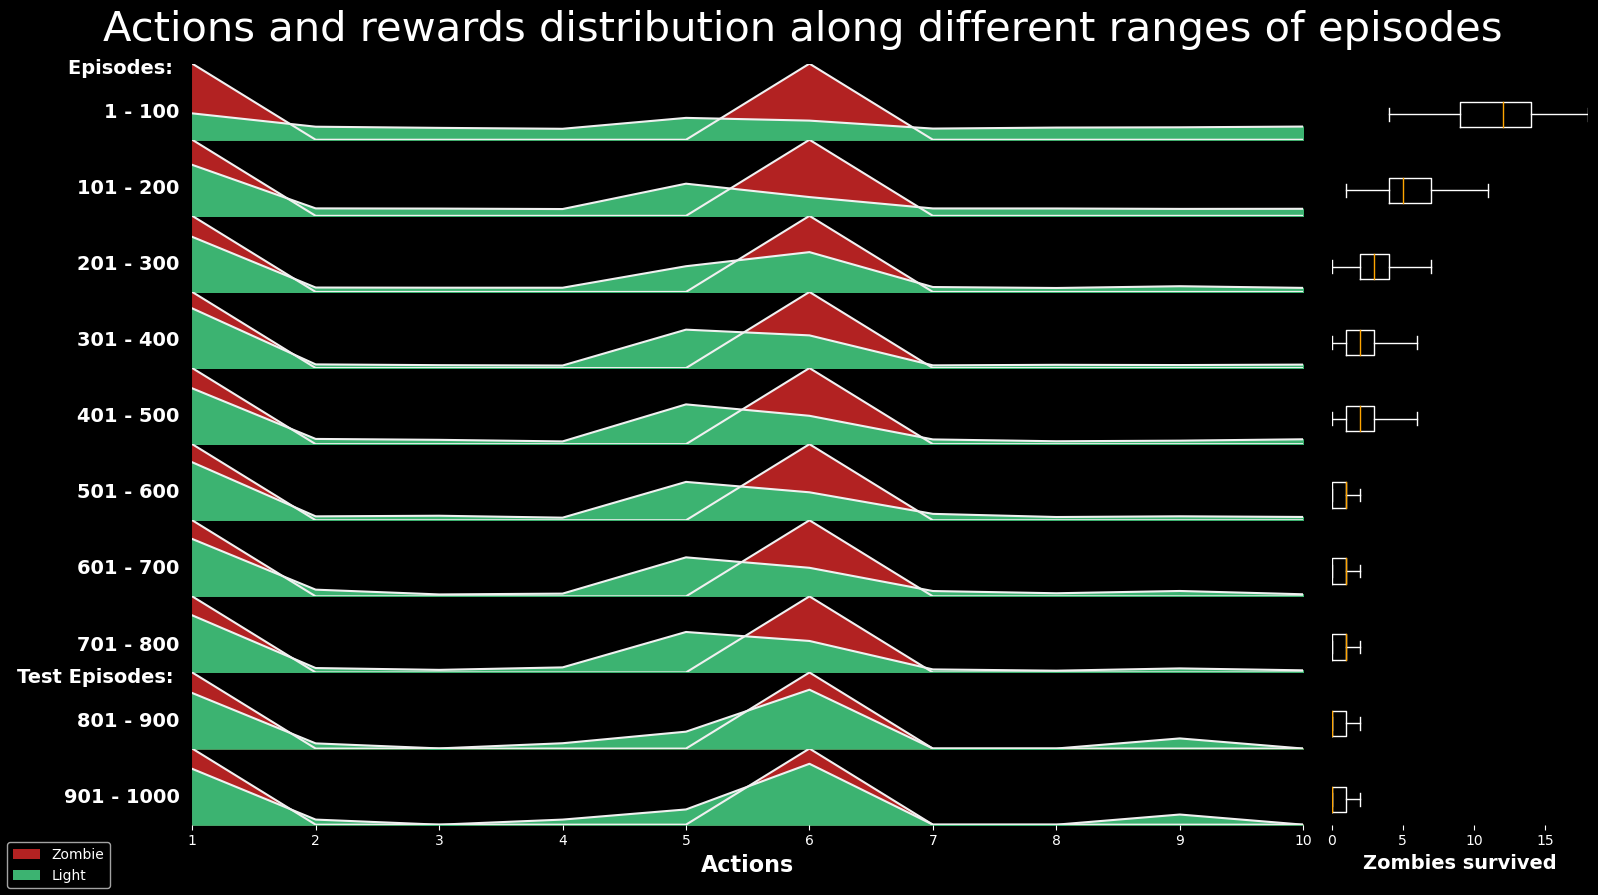 Actions and rewards distribution along different ranges of episodes
Episodes:
1 - 100
101 - 200
201 - 300
301 - 400
401 - 500
501 - 600
601 - 700
701 - 800
Test Episodes:
801 - 900
901 - 1000
1 2 3 4 5 6 7 8 9 10
0 5 10 15
Actions
Zombies survived
Zombie
Light